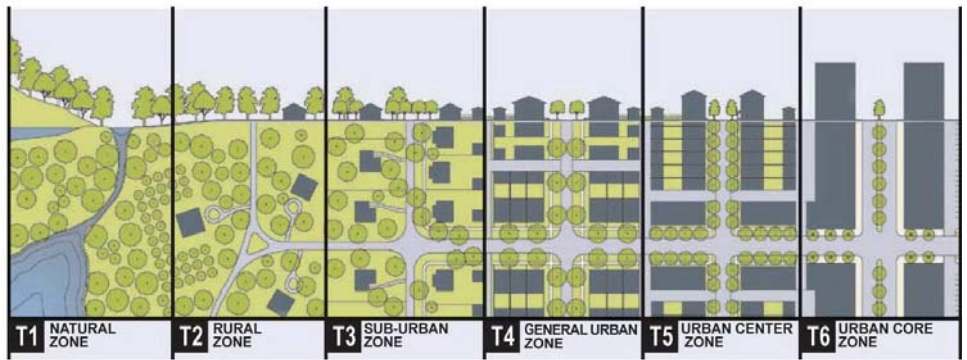 T1 NATURAL
ZONE
T2 RURAL
ZONE
T3 SUB-URBAN
ZONE
T4 GENERAL URBAN
ZONE
T5 URBAN CENTER
ZONE
T6 URBAN CORE
ZONE